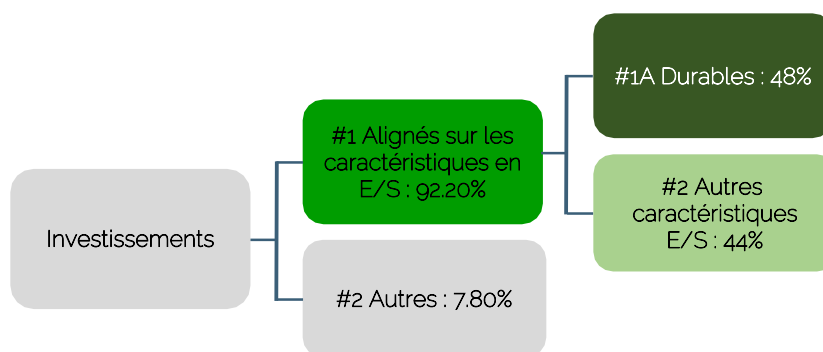 Investissements
#1 Alignés sur les
caractéristiques en
E/S : 92.20%
#2 Autres : 7.80%
#1A Durables : 48%
#2 Autres
caractéristiques
E/S : 44%